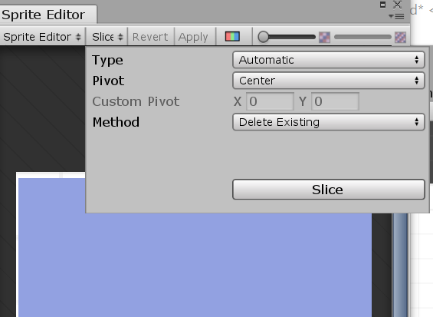 Sprite Editor
Sprite Editor Slice Revert Apply
Type Automatic
Pivot Center
Custom Pivot X 0 Y 0
Method Delete Existing
Slice